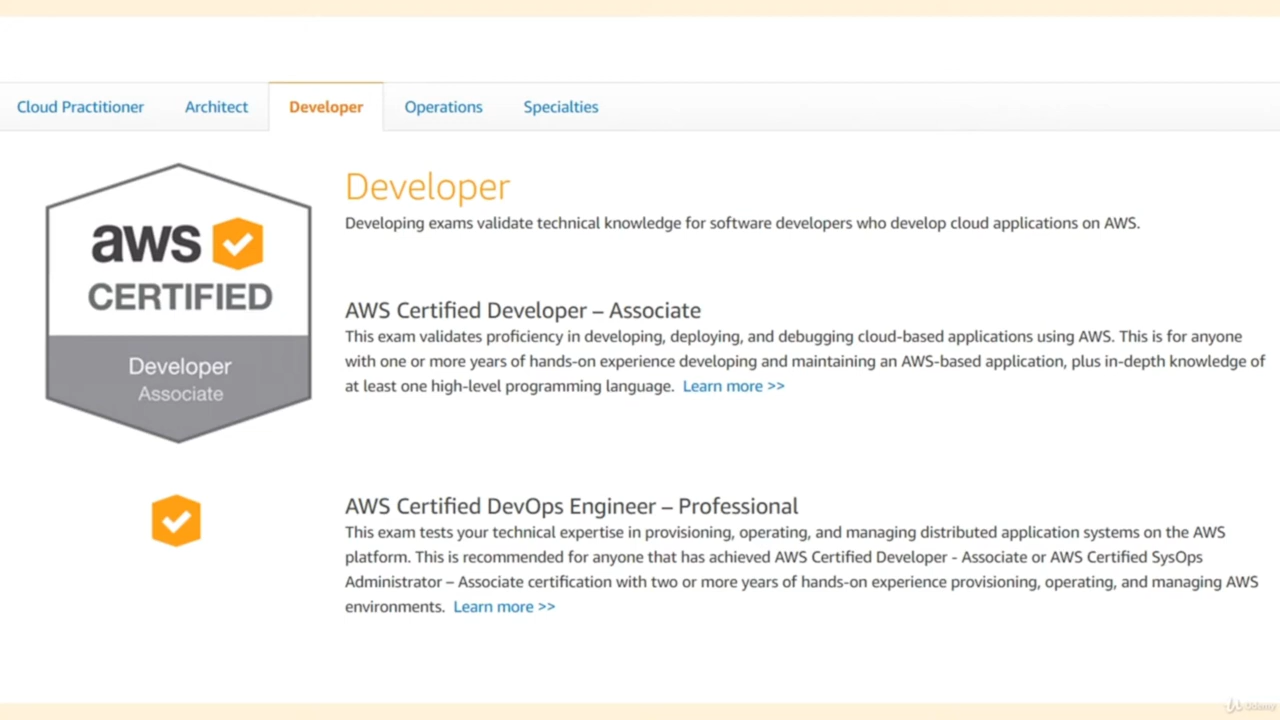 Cloud Practitioner Architect Developer Operations Specialties
aws
CERTIFIED
Developer
Associate
Developer
Developing exams validate technical knowledge for software developers who develop cloud applications on AWS.
AWS Certified Developer – Associate
This exam validates proficiency in developing, deploying, and debugging cloud-based applications using AWS. This is for anyone
with one or more years of hands-on experience developing and maintaining an AWS-based application, plus in-depth knowledge of
at least one high-level programming language. Learn more >>
AWS Certified DevOps Engineer – Professional
This exam tests your technical expertise in provisioning, operating, and managing distributed application systems on the AWS
platform. This is recommended for anyone that has achieved AWS Certified Developer - Associate or AWS Certified SysOps
Administrator – Associate certification with two or more years of hands-on experience provisioning, operating, and managing AWS
environments. Learn more >>
Udemy